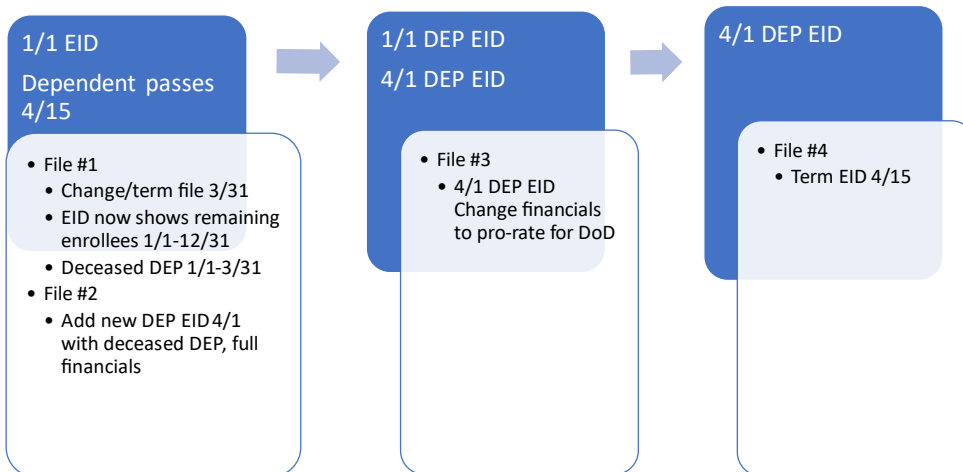 1/1 EID
Dependent passes
4/15
• File #1
• Change/term file 3/31
• EID now shows remaining
enrollees 1/1-12/31
• Deceased DEP 1/1-3/31
• File #2
• Add new DEP EID 4/1
with deceased DEP, full
financials
1/1 DEP EID
4/1 DEP EID
• File #3
• 4/1 DEP EID
Change financials
to pro-rate for DoD
4/1 DEP EID
• File #4
• Term EID 4/15